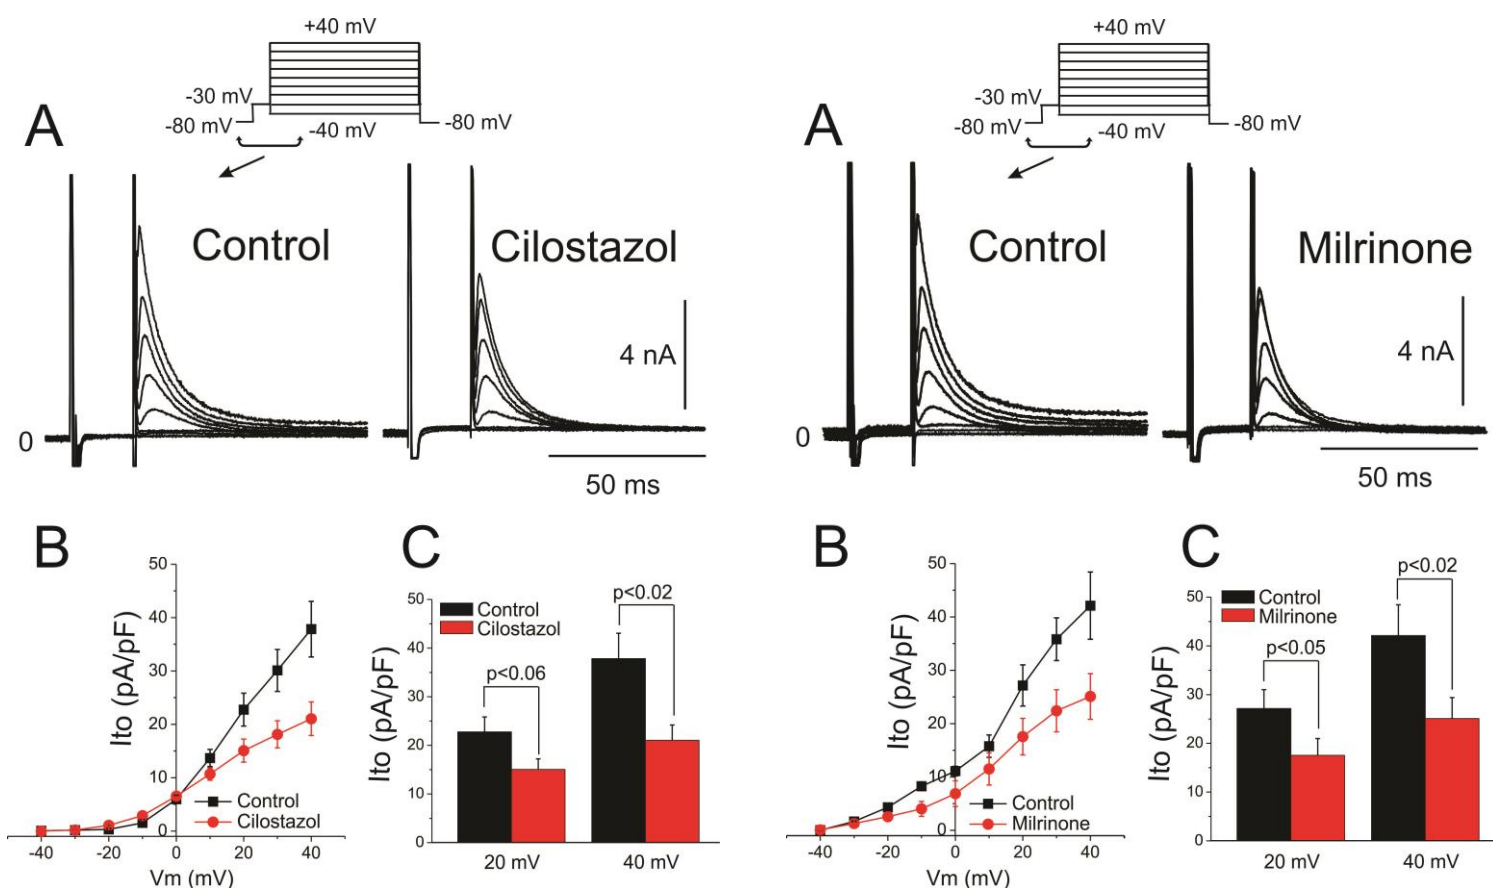 +40 mV
-30 mV
-80 mV
-40 mV
-80 mV
A
Control
Cilostazol
4 nA
0
50 ms
B
50
40
30
20
10
0
Ito (pA/pF)
Control
Cilostazol
-40
-20
0
20
40
Vm (mV)
C
50
40
30
20
10
0
Ito (pA/pF)
Control
Cilostazol
p<0.06
p<0.02
20 mV
40 mV
+40 mV
-30 mV
-80 mV
-40 mV
-80 mV
A
Control
Milrinone
4 nA
0
50 ms
B
50
40
30
20
10
0
Ito (pA/pF)
Control
Milrinone
-40
-20
0
20
40
Vm (mV)
C
50
40
30
20
10
0
Ito (pA/pF)
Control
Milrinone
p<0.05
p<0.02
20 mV
40 mV